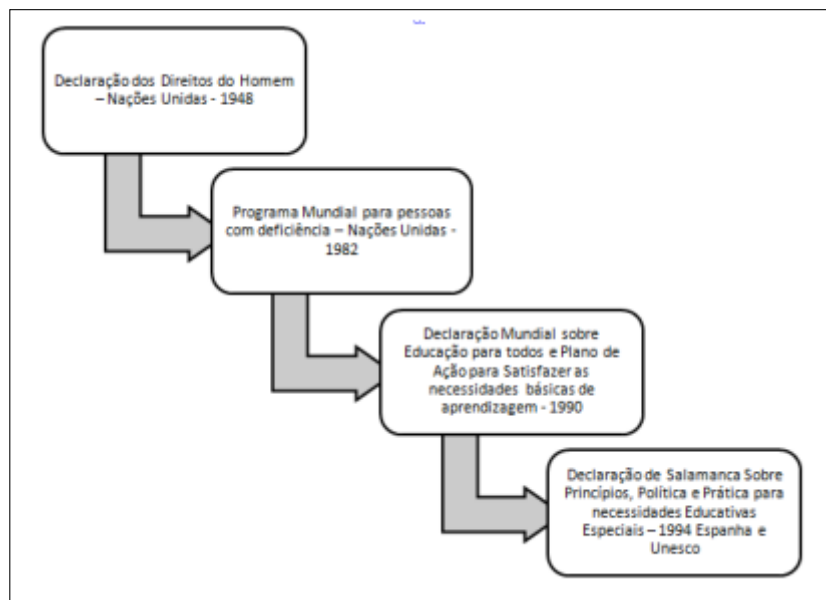 Declaração dos Direitos do Homem
– Nações Unidas - 1948
Programa Mundial para pessoas
com deficiência – Nações Unidas -
1982
Declaração Mundial sobre
Educação para todos e Plano de
Ação para Satisfazer as
necessidades básicas de
aprendizagem - 1990
Declaração de Salamanca Sobre
Princípios, Política e Prática para
necessidades Educativas
Especiais – 1994 Espanha e
Unesco